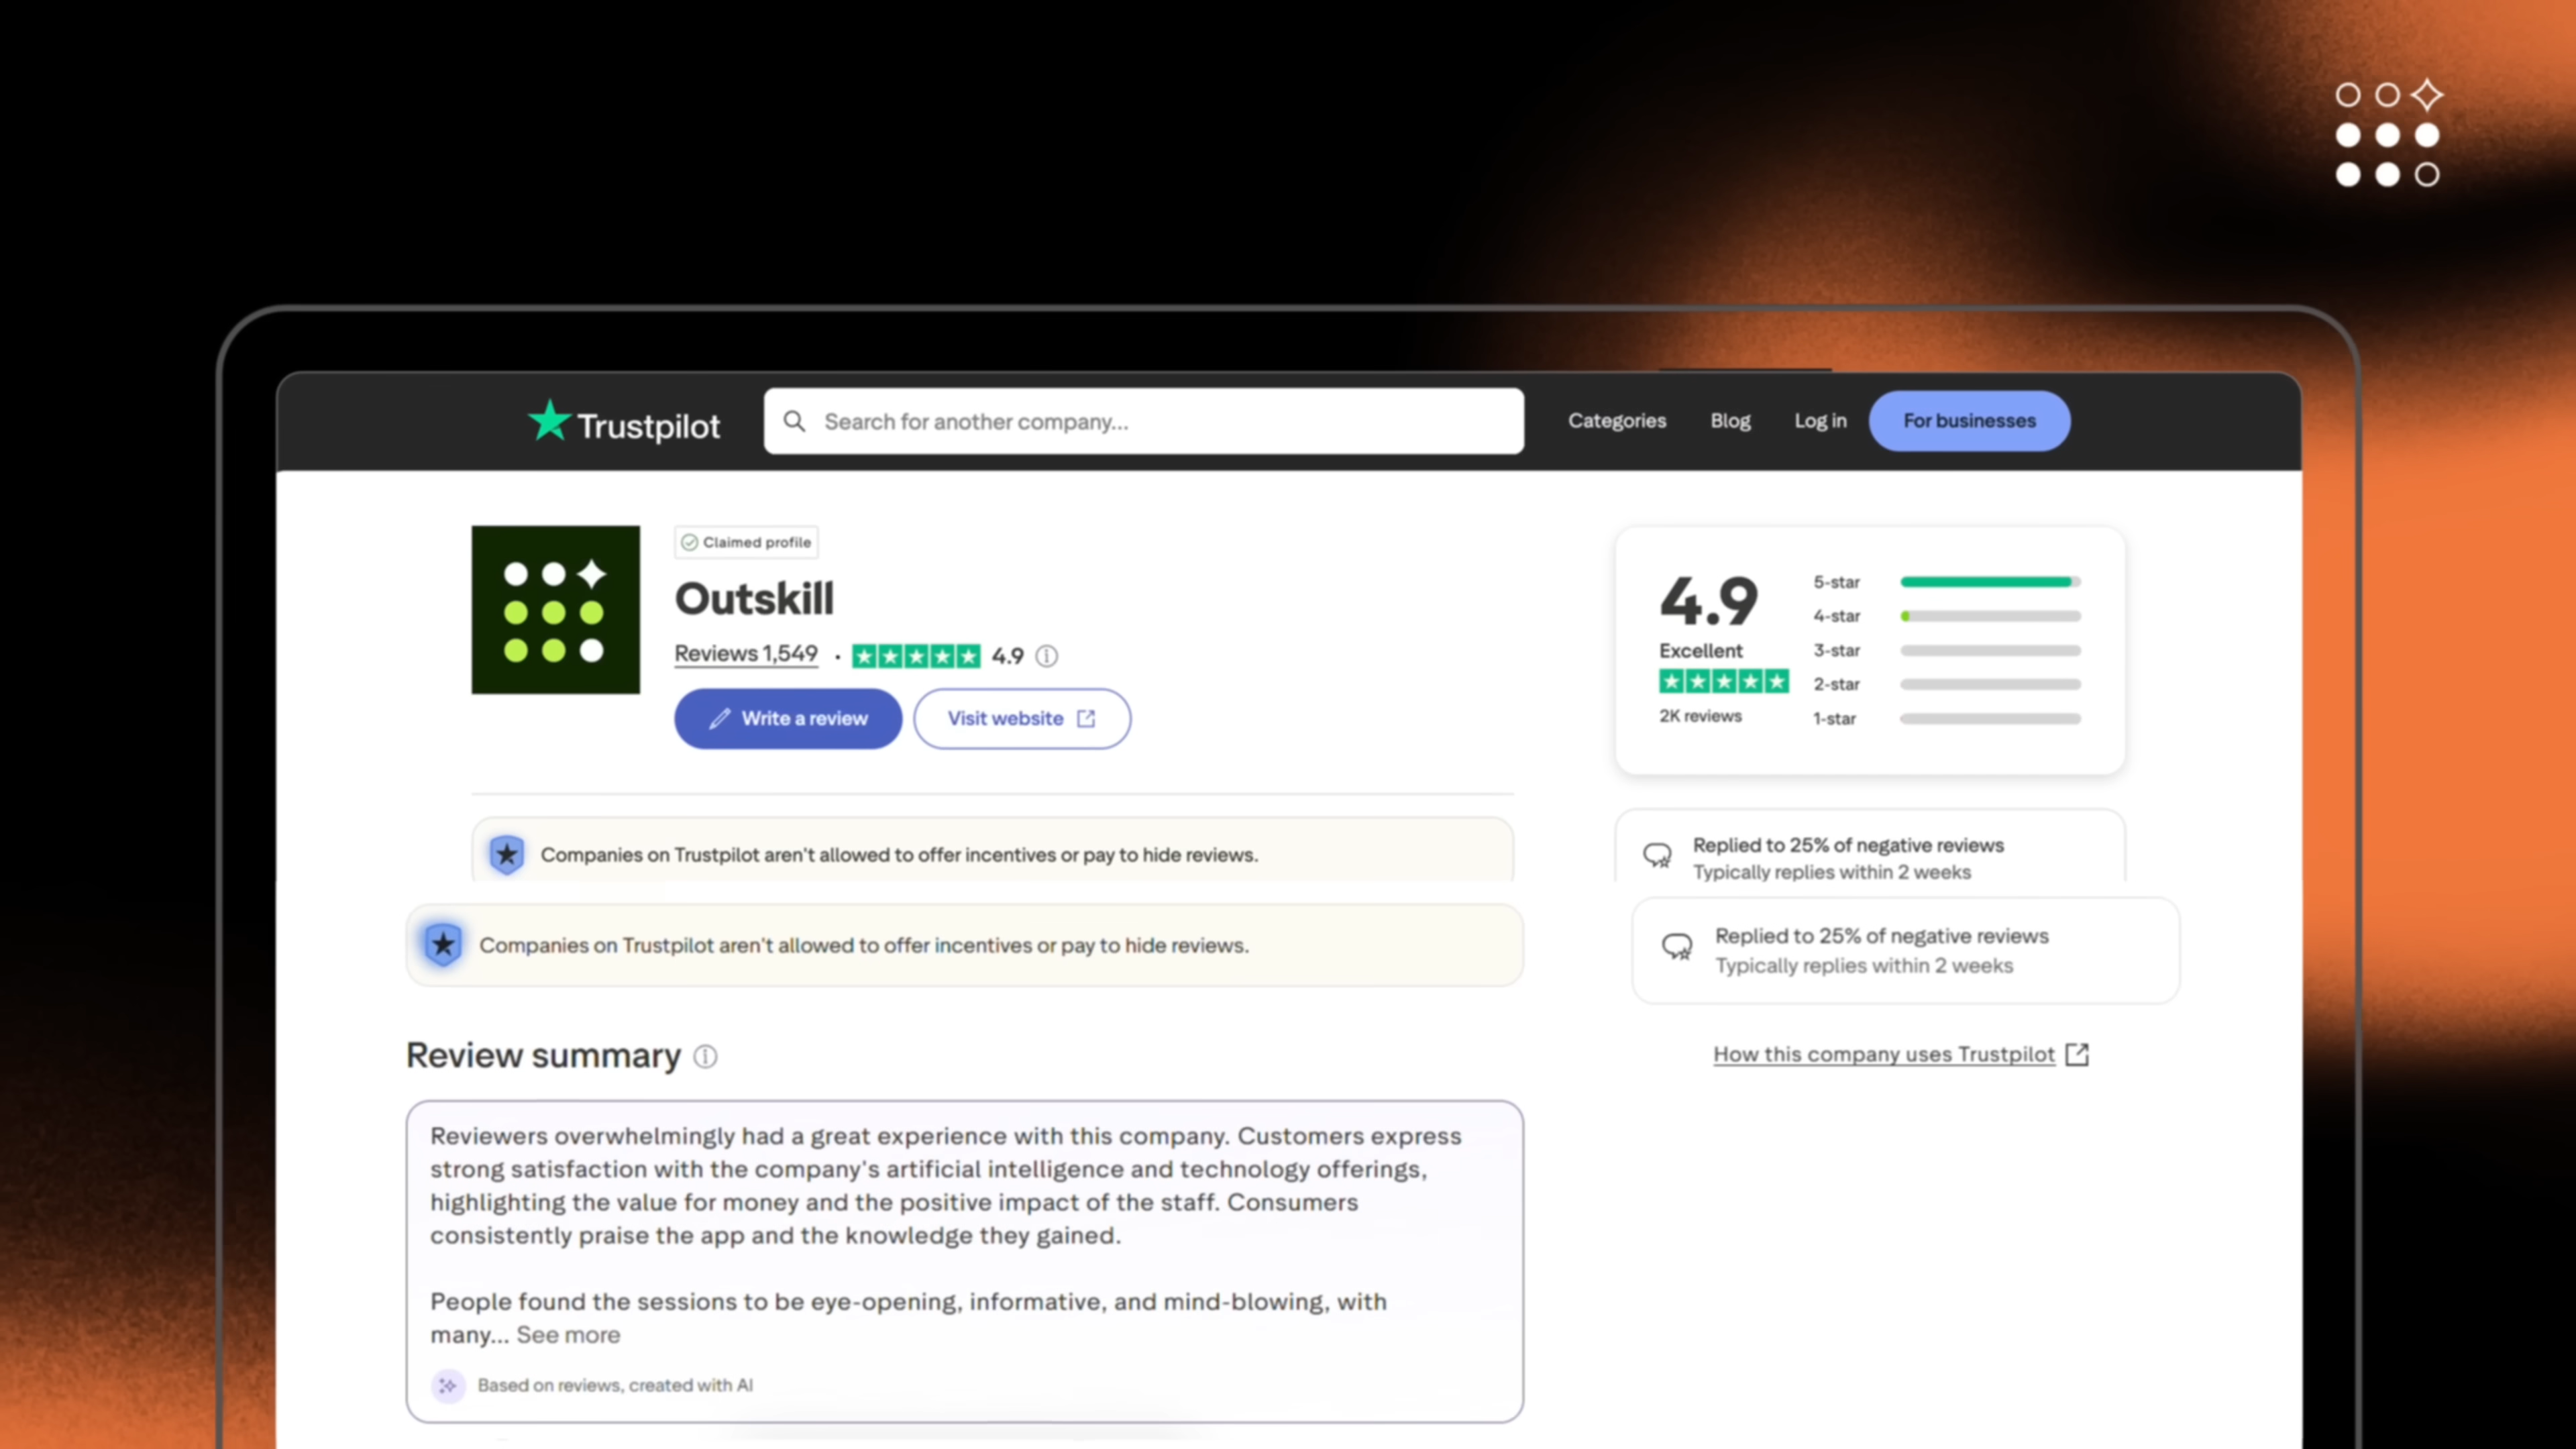 Trustpilot
Search for another company...
Categories
Blog
Log in
For businesses
Claimed profile
Outskill
Reviews 1,549 · 4.9
Write a review
Visit website
4.9
Excellent
2K reviews
5-star
4-star
3-star
2-star
1-star
Companies on Trustpilot aren't allowed to offer incentives or pay to hide reviews.
Replied to 25% of negative reviews
Typically replies within 2 weeks
Companies on Trustpilot aren't allowed to offer incentives or pay to hide reviews.
Replied to 25% of negative reviews
Typically replies within 2 weeks
How this company uses Trustpilot
Review summary
Reviewers overwhelmingly had a great experience with this company. Customers express
strong satisfaction with the company's artificial intelligence and technology offerings,
highlighting the value for money and the positive impact of the staff. Consumers
consistently praise the app and the knowledge they gained.
People found the sessions to be eye-opening, informative, and mind-blowing, with
many... See more
Based on reviews, created with AI